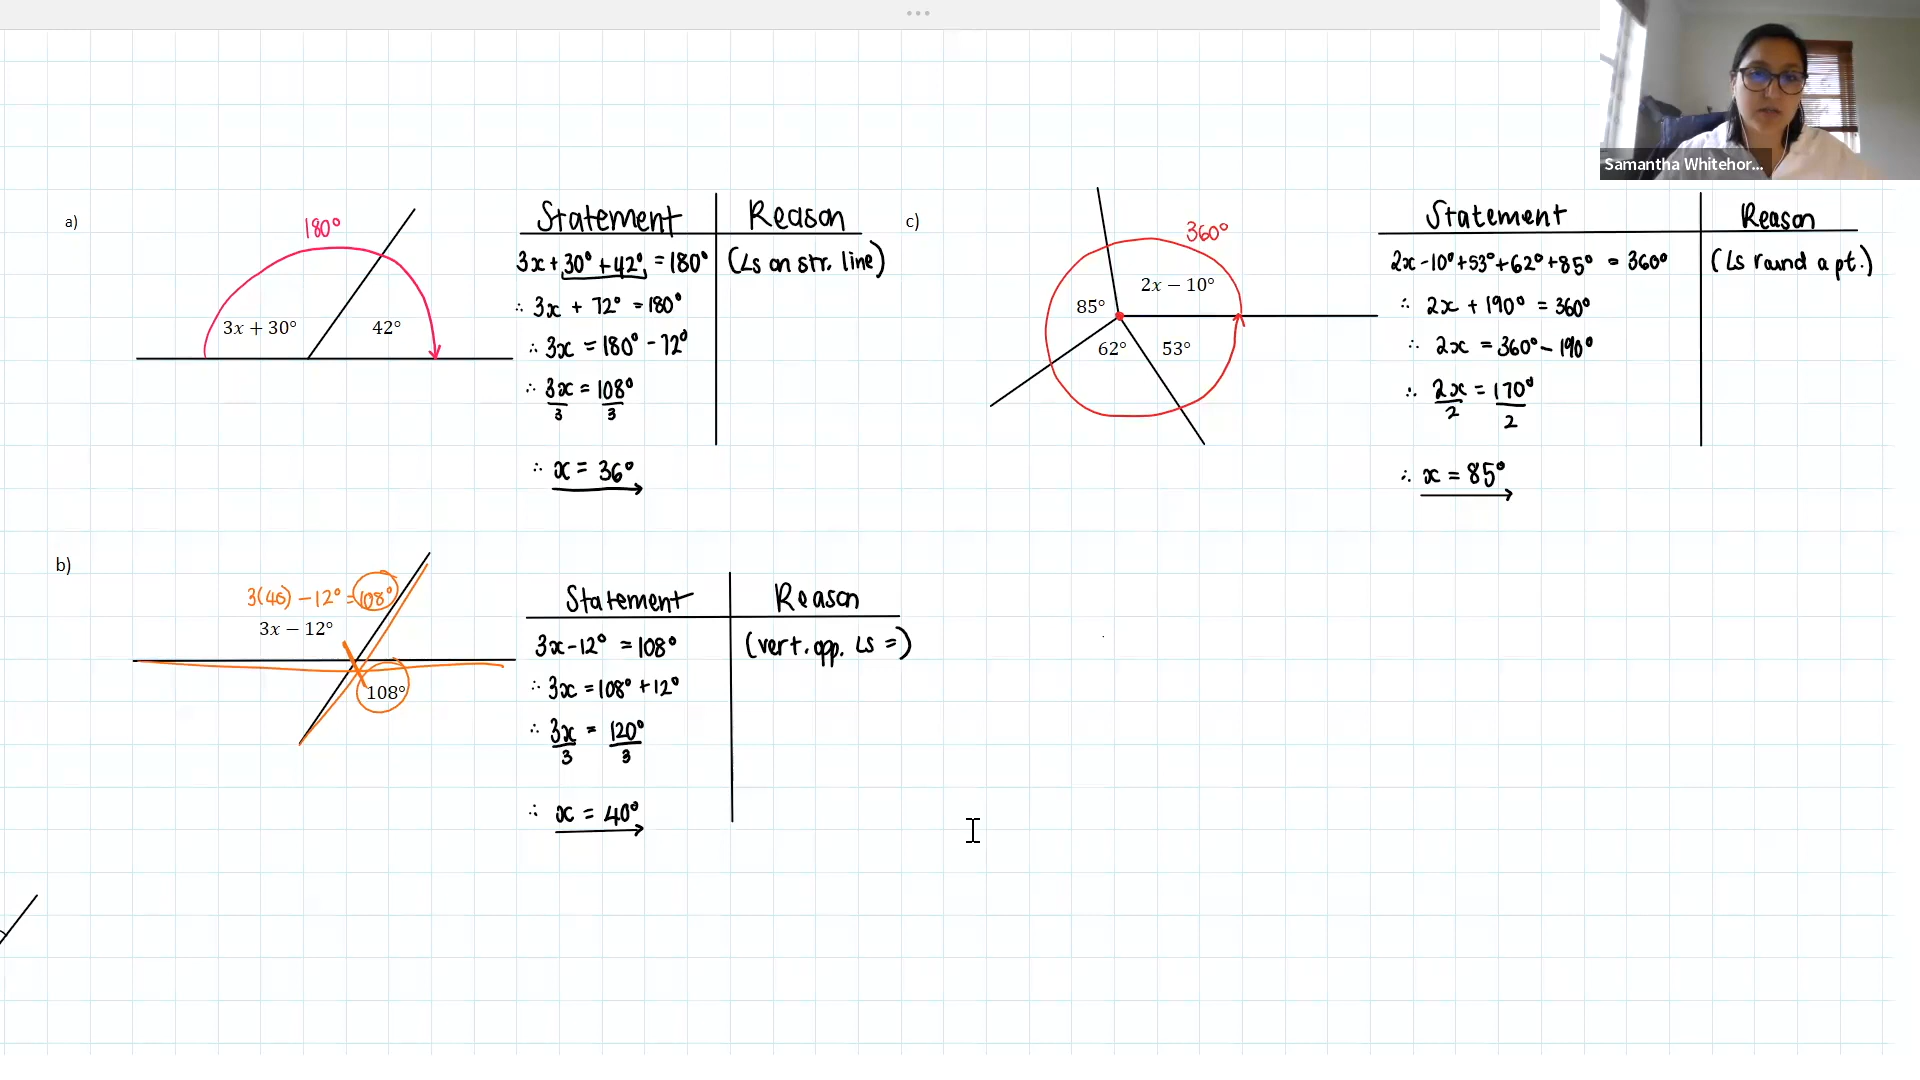 Samantha Whitehor...
a)
180°
3x + 30°
42°
Statement
Reason
3x + 30° + 42° = 180°
(∠s on str. line)
∴ 3x + 72° = 180°
∴ 3x = 180° - 72°
∴ 3x/3 = 108°/3
∴ x = 36°
b)
3(40) - 12° = 108°
3x − 12°
108°
Statement
Reason
3x - 12° = 108°
(vert. opp. ∠s =)
∴ 3x = 108° + 12°
∴ 3x/3 = 120°/3
∴ x = 40°
c)
360°
2x − 10°
85°
62°
53°
Statement
Reason
2x - 10° + 53° + 62° + 85° = 360°
(∠s round a pt.)
∴ 2x + 190° = 360°
∴ 2x = 360° - 190°
∴ 2x/2 = 170°/2
∴ x = 85°